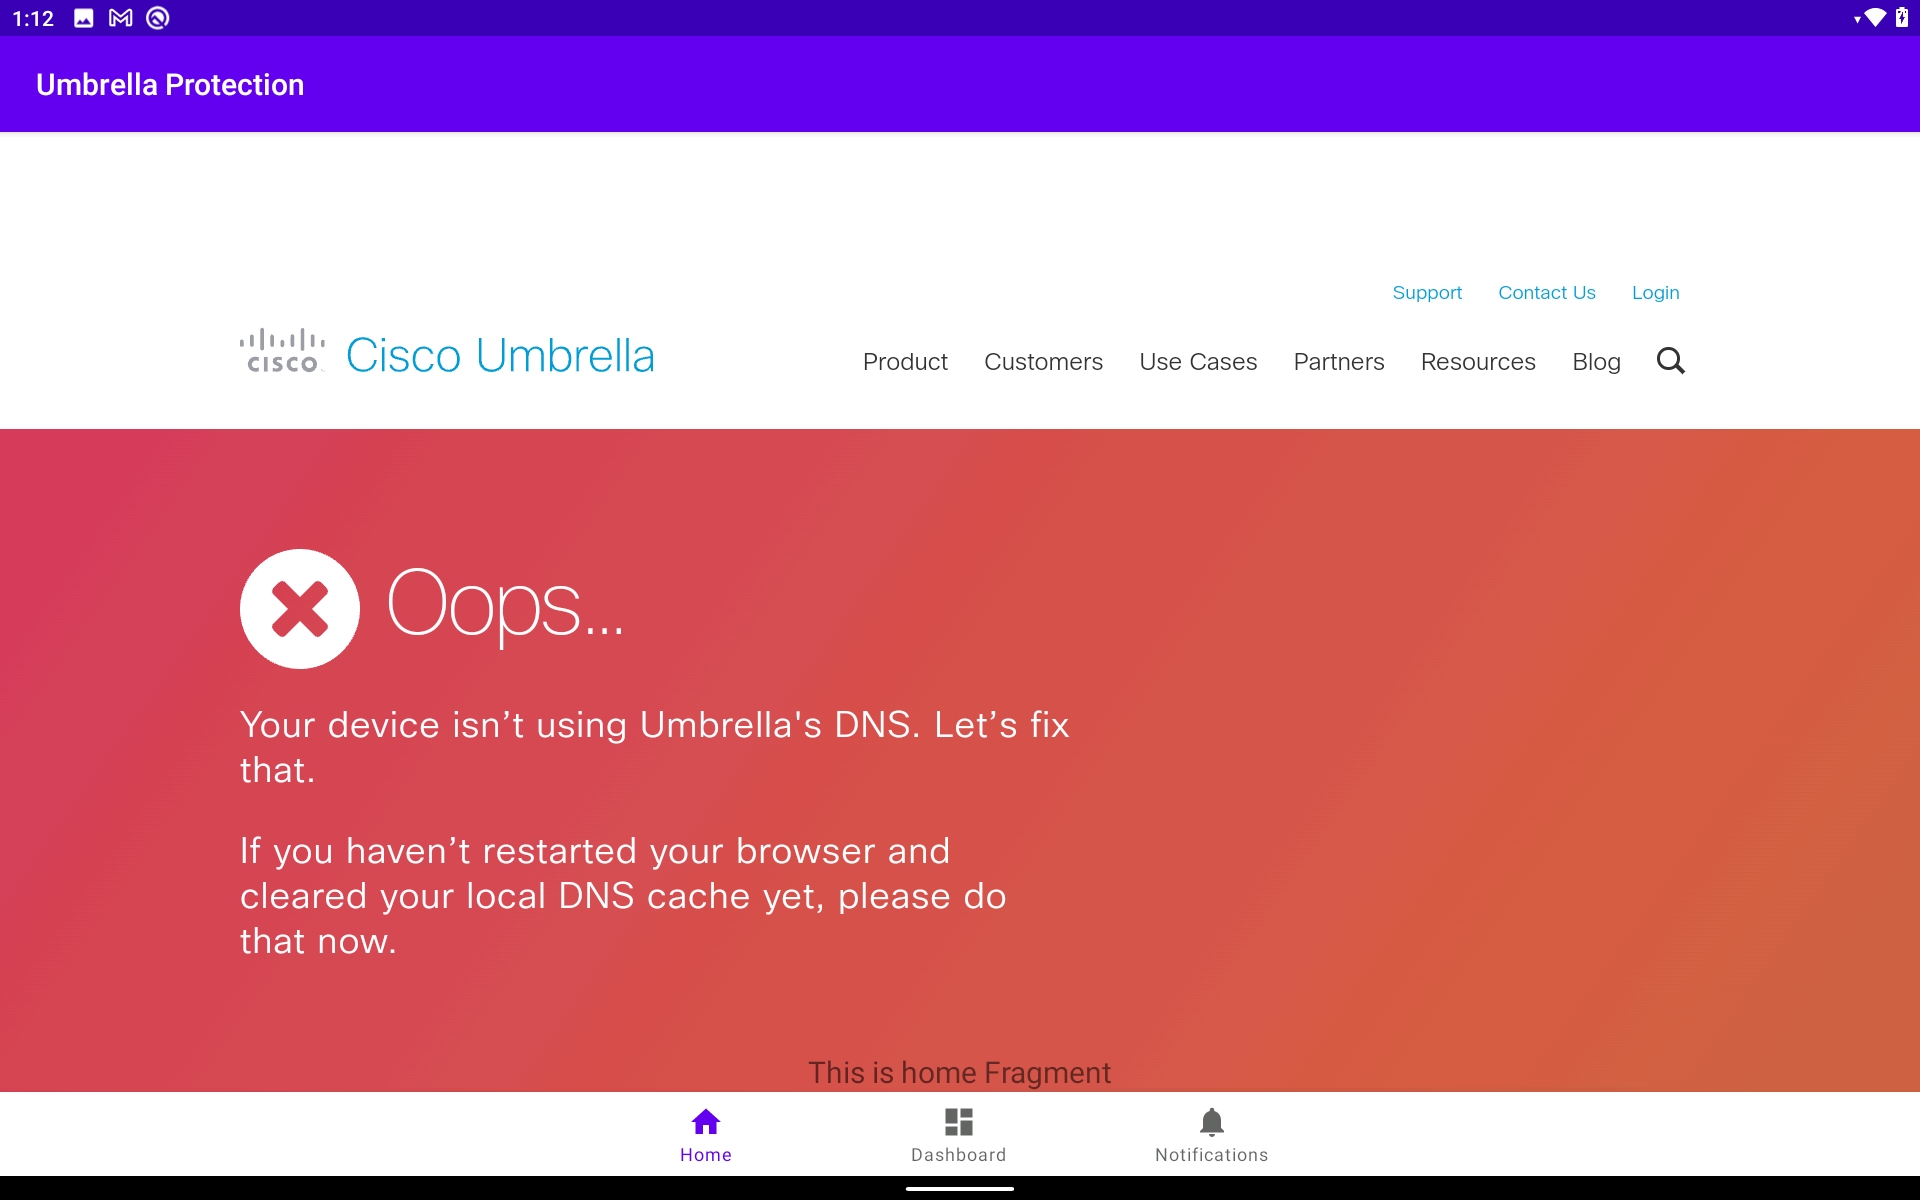 1:12
Umbrella Protection
Support Contact Us Login
cisco Cisco Umbrella
Product Customers Use Cases Partners Resources Blog
Oops...
Your device isn’t using Umbrella's DNS. Let’s fix
that.
If you haven’t restarted your browser and
cleared your local DNS cache yet, please do
that now.
This is home Fragment
Home Dashboard Notifications